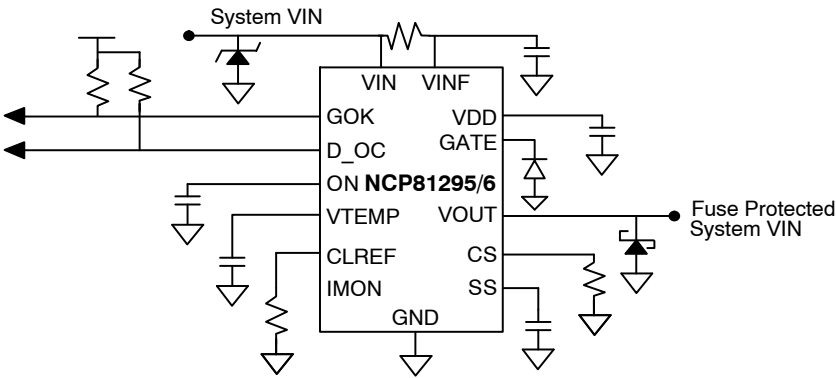 System VIN
VIN VINF
GOK
VDD
GATE
D_OC
ON NCP81295/6
VTEMP
VOUT
Fuse Protected
System VIN
CLREF
CS
IMON
SS
GND